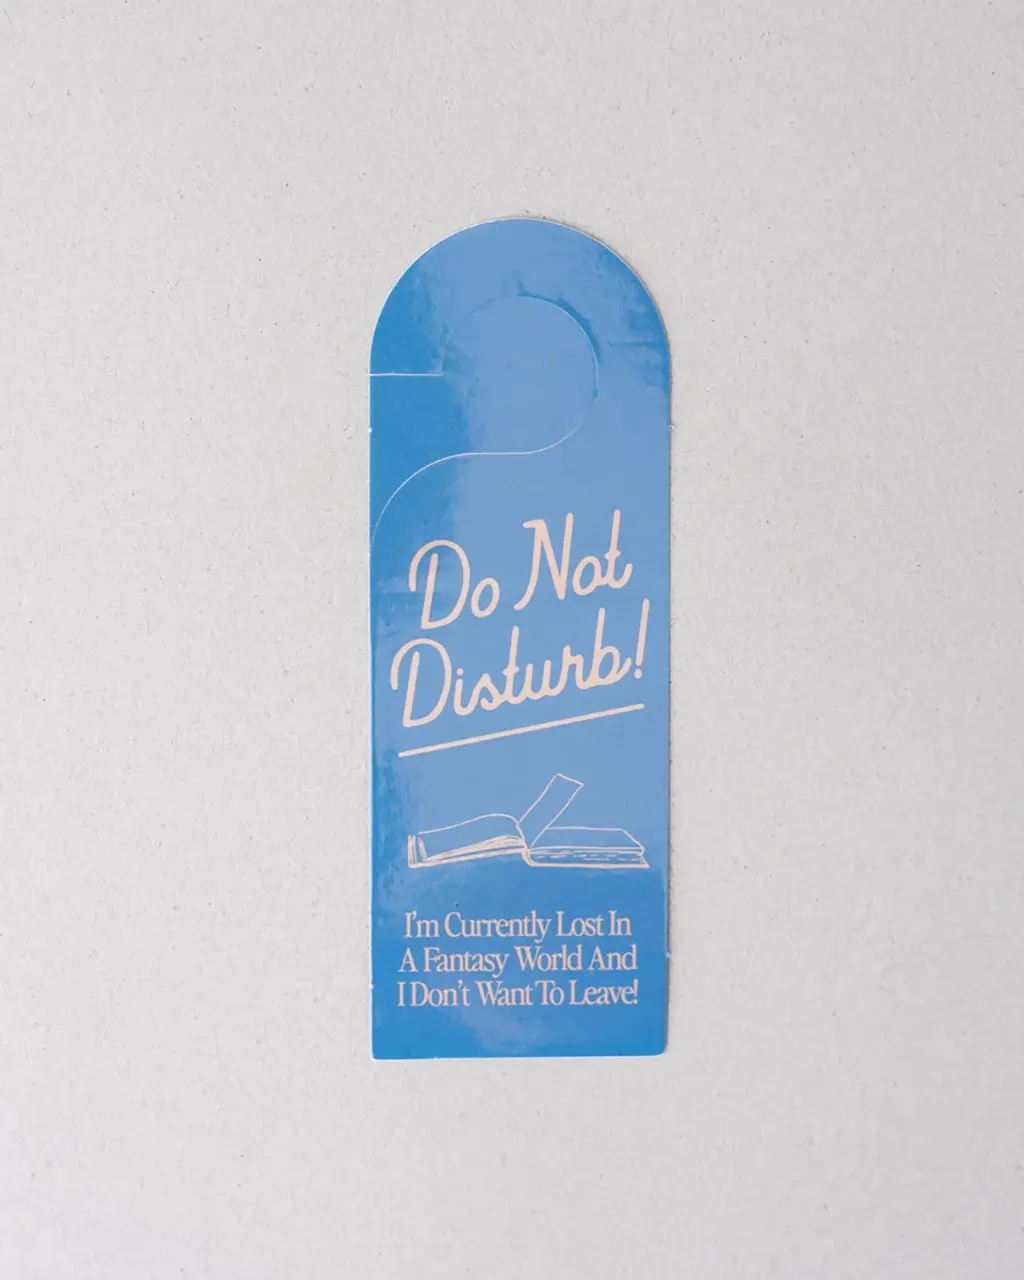 Do Not
Disturb!
I'm Currently Lost In
A Fantasy World And
I Don't Want To Leave!